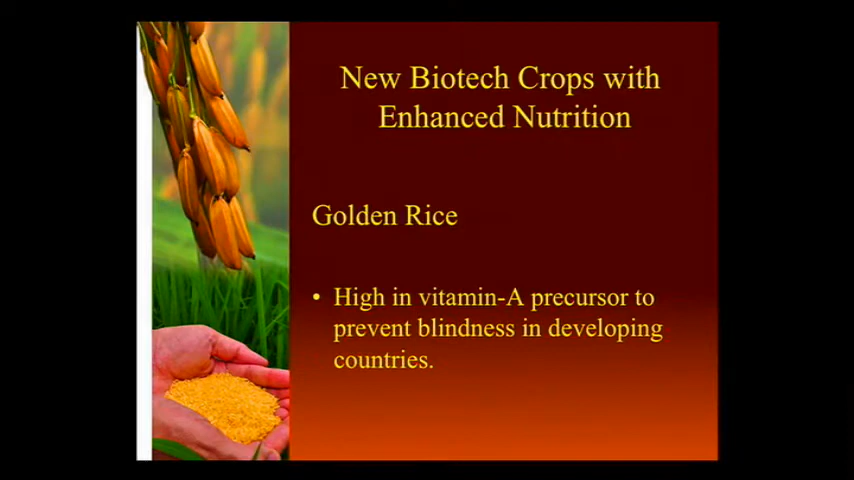 New Biotech Crops with
Enhanced Nutrition
Golden Rice
• High in vitamin-A precursor to
prevent blindness in developing
countries.